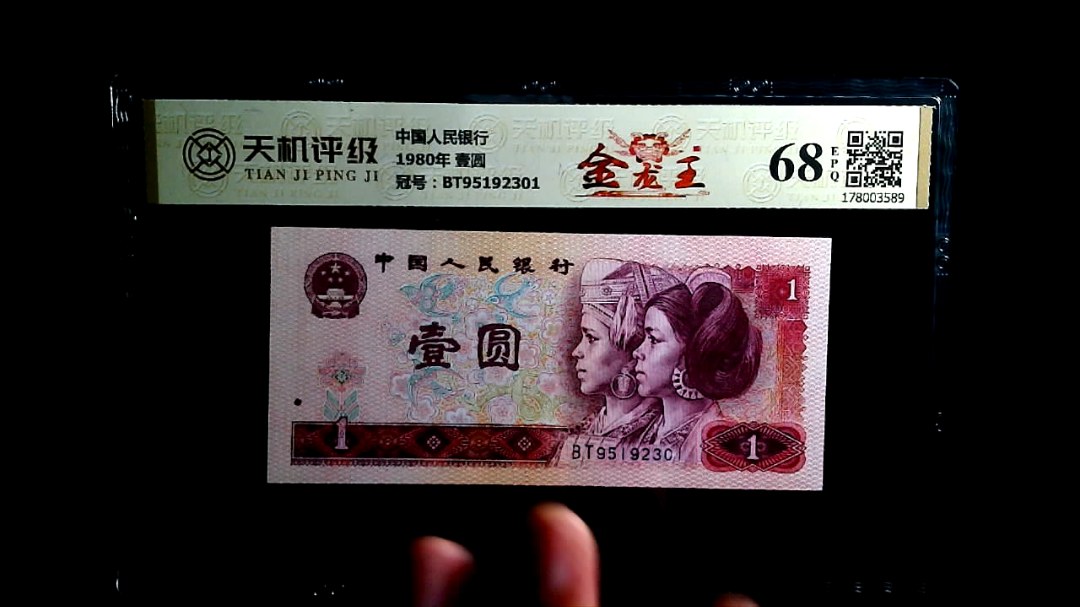 天机评级
TIAN JI PING JI
中国人民银行
1980年 壹圆
冠号：BT95192301
金龙王
68
EPQ
178003589
中国人民银行
1
壹圆
1
BT95192301
1